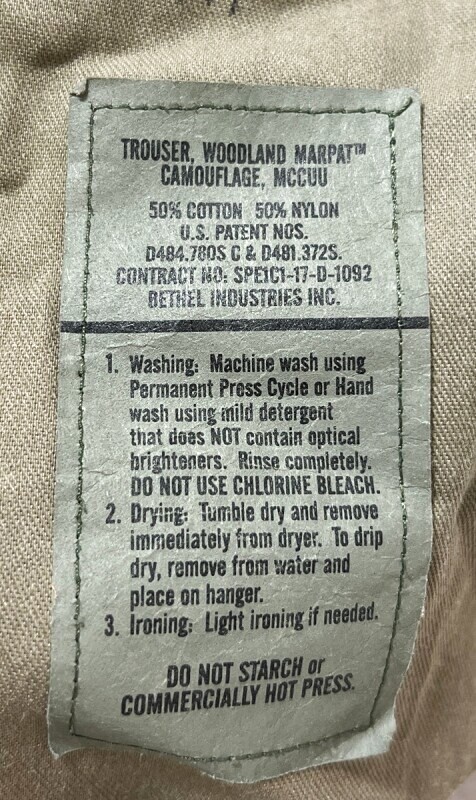 TROUSER, WOODLAND MARPAT™
CAMOUFLAGE, MCCUU
50% COTTON 50% NYLON
U.S. PATENT NOS.
D484.780S C & D481.372S.
CONTRACT NO: SPE1C1-17-D-1092
BETHEL INDUSTRIES INC.
1. Washing: Machine wash using
Permanent Press Cycle or Hand
wash using mild detergent
that does NOT contain optical
brighteners. Rinse completely.
DO NOT USE CHLORINE BLEACH.
2. Drying: Tumble dry and remove
immediately from dryer. To drip
dry, remove from water and
place on hanger.
3. Ironing: Light ironing if needed.
DO NOT STARCH or
COMMERCIALLY HOT PRESS.